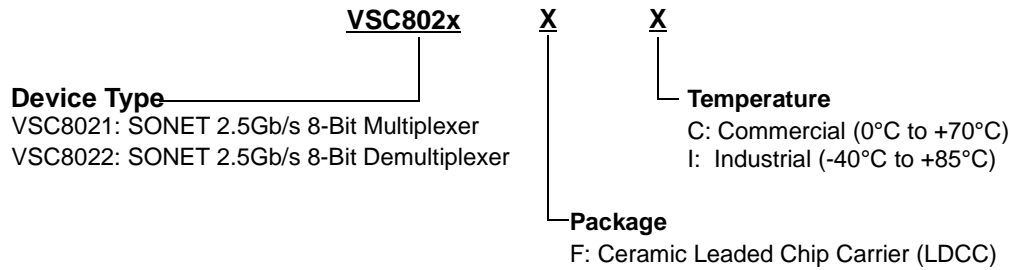 VSC802x X X
Device Type
VSC8021: SONET 2.5Gb/s 8-Bit Multiplexer
VSC8022: SONET 2.5Gb/s 8-Bit Demultiplexer
Temperature
C: Commercial (0°C to +70°C)
I: Industrial (-40°C to +85°C)
Package
F: Ceramic Leaded Chip Carrier (LDCC)